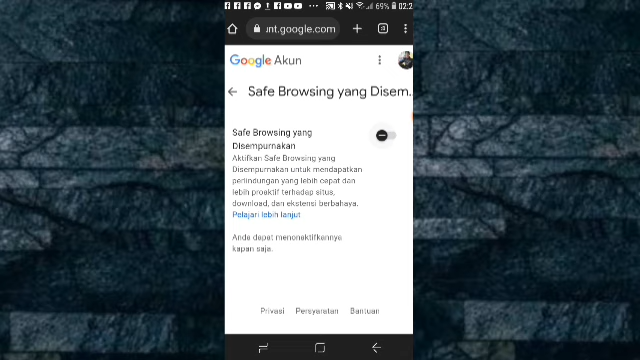 69% 02:2
ınt.google.com
Google Akun
Safe Browsing yang Disem..
Safe Browsing yang
Disempurnakan
Aktifkan Safe Browsing yang
Disempurnakan untuk mendapatkan
perlindungan yang lebih cepat dan
lebih proaktif terhadap situs,
download, dan ekstensi berbahaya.
Pelajari lebih lanjut
Anda dapat menonaktifkannya
kapan saja.
Privasi Persyaratan Bantuan